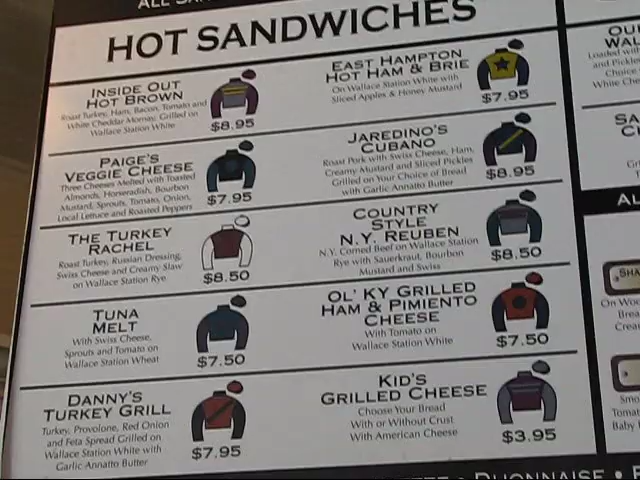 HOT SANDWICHES
INSIDE OUT
HOT BROWN
Roast Turkey, Ham, Bacon, Tomato and
White Cheddar Mornay, Grilled on
Wallace Station White
$8.95
PAIGE'S
VEGGIE CHEESE
Three Cheeses Melted with Toasted
Almonds, Horseradish, Bourbon
Mustard, Sprouts, Tomato, Onion,
Local Lettuce and Roasted Peppers
$7.95
THE TURKEY
RACHEL
Roast Turkey, Russian Dressing,
Swiss Cheese and Creamy Slaw
on Wallace Station Rye
$8.50
TUNA
MELT
With Swiss Cheese,
Sprouts and Tomato on
Wallace Station Wheat
$7.50
DANNY'S
TURKEY GRILL
Turkey, Provolone, Red Onion
and Feta Spread Grilled on
Wallace Station White with
Garlic Annatto Butter
$7.95
EAST HAMPTON
HOT HAM & BRIE
On Wallace Station White with
Sliced Apples & Honey Mustard
$7.95
JAREDINO'S
CUBANO
Roast Pork with Swiss Cheese, Ham,
Creamy Mustard and Sliced Pickles
Grilled on Your Choice of Bread
with Garlic Annatto Butter
$8.95
COUNTRY
STYLE
N.Y. REUBEN
N.Y. Corned Beef on Wallace Station
Rye with Sauerkraut, Bourbon
Mustard and Swiss
$8.50
OL' KY GRILLED
HAM & PIMIENTO
CHEESE
With Tomato on
Wallace Station White
$7.50
KID'S
GRILLED CHEESE
Choose Your Bread
With or Without Crust
With American Cheese
$3.95